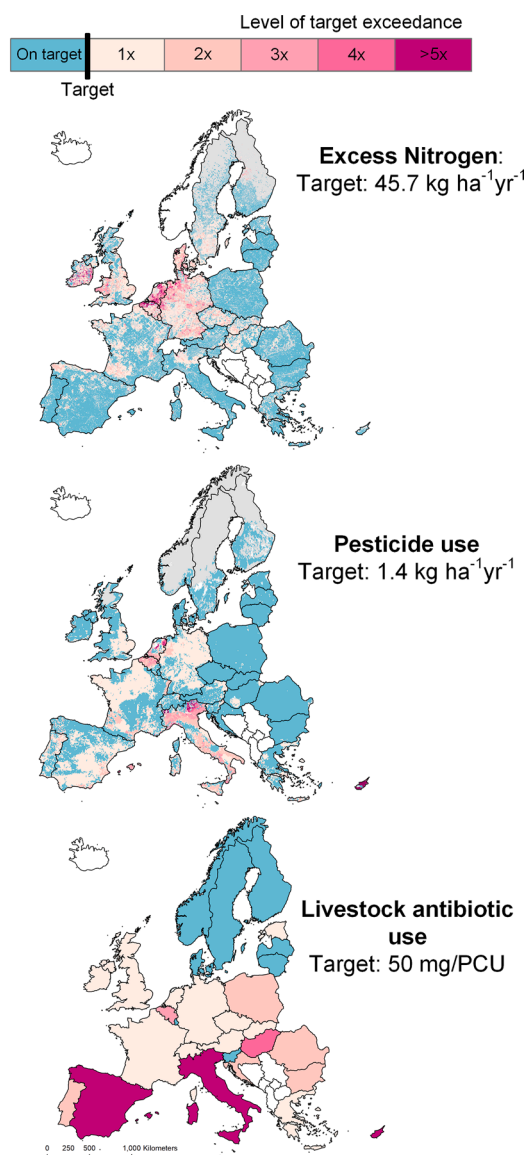 Level of target exceedance
On target 1x 2x 3x 4x >5x
Target
Excess Nitrogen:
Target: 45.7 kg ha⁻¹yr⁻¹
Pesticide use
Target: 1.4 kg ha⁻¹yr⁻¹
Livestock antibiotic
use
Target: 50 mg/PCU
0 250 500 1,000 Kilometers